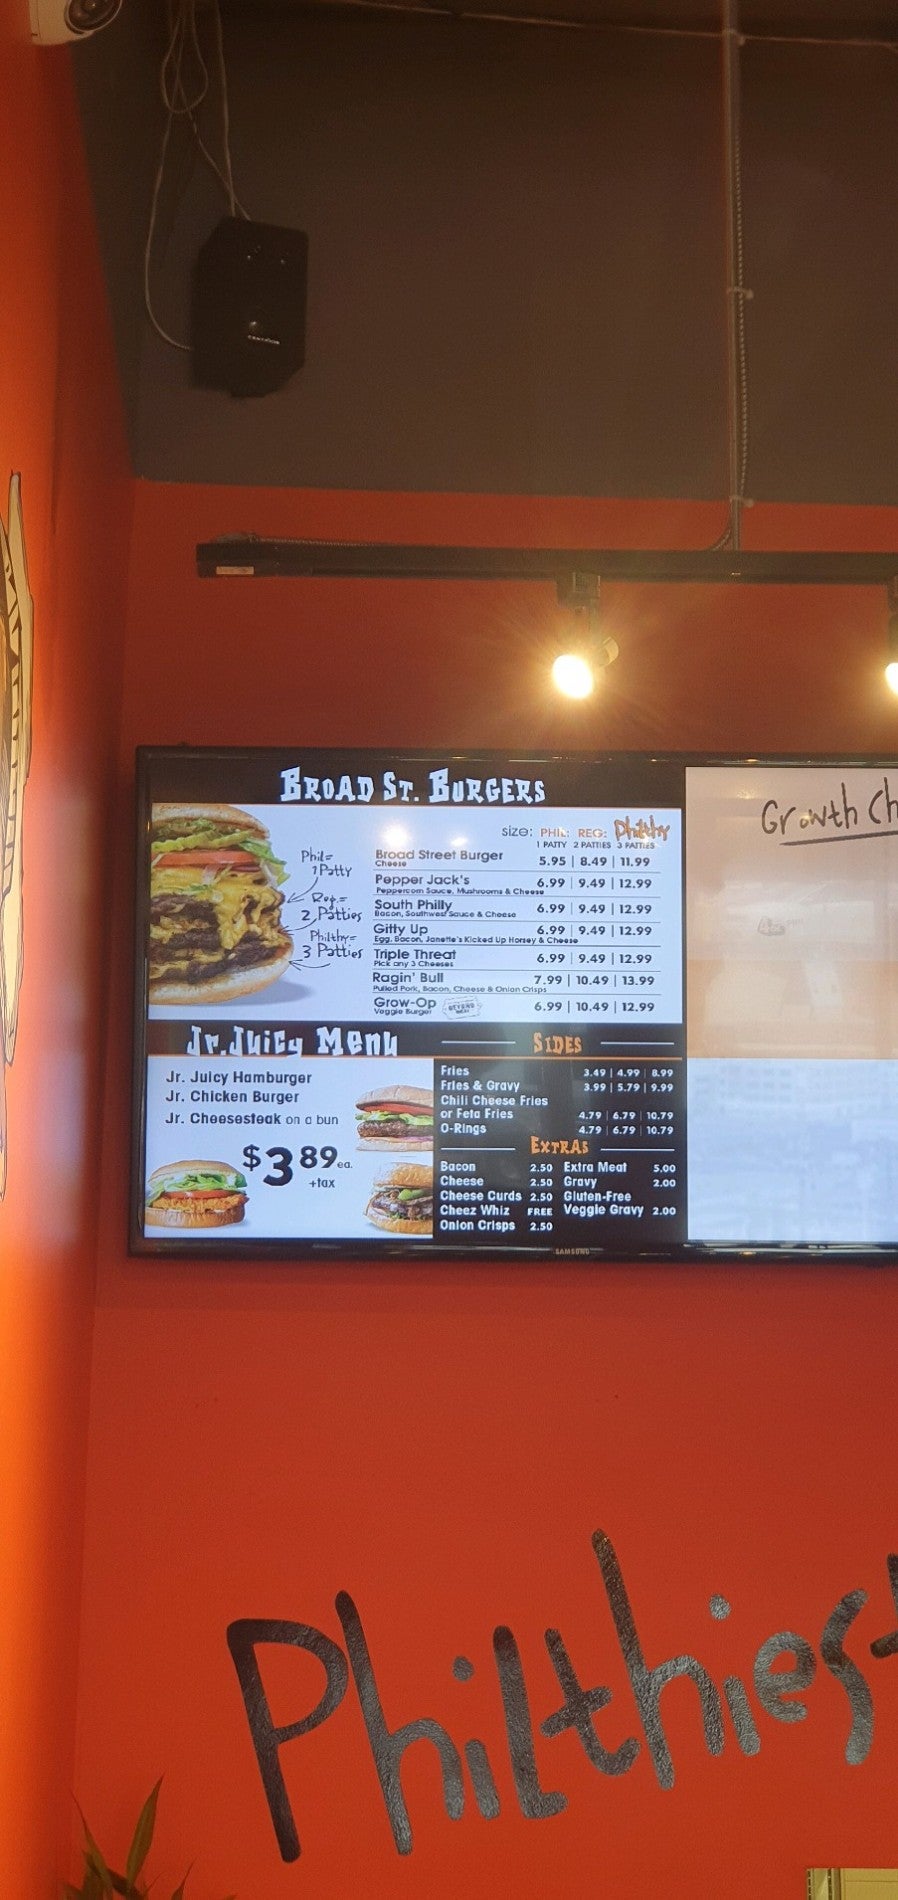 BROAD ST. BURGERS
Growth Ch
size: PHIL: REG: Philthy
1 PATTY 2 PATTIES 3 PATTIES
Phil=
1 Patty
Reg.=
2 Patties
Philthy=
3 Patties
Broad Street Burger 5.95 | 8.49 | 11.99
Cheese
Pepper Jack's 6.99 | 9.49 | 12.99
Peppercorn Sauce, Mushrooms & Cheese
South Philly 6.99 | 9.49 | 12.99
Bacon, Southwest Sauce & Cheese
Gitty Up 6.99 | 9.49 | 12.99
Egg, Bacon, Janette's Kicked Up Horsey & Cheese
Triple Threat 6.99 | 9.49 | 12.99
Pick any 3 Cheeses
Ragin' Bull 7.99 | 10.49 | 13.99
Pulled Pork, Bacon, Cheese & Onion Crisps
Grow-Op 6.99 | 10.49 | 12.99
Veggie Burger BEYOND MEAT
Jr. Juicy Menu
Jr. Juicy Hamburger
Jr. Chicken Burger
Jr. Cheesesteak on a bun
$3 89 ea.
+tax
SIDES
Fries 3.49 | 4.99 | 8.99
Fries & Gravy 3.99 | 5.79 | 9.99
Chili Cheese Fries
or Feta Fries 4.79 | 6.79 | 10.79
O-Rings 4.79 | 6.79 | 10.79
EXTRAS
Bacon 2.50 Extra Meat 5.00
Cheese 2.50 Gravy 2.00
Cheese Curds 2.50 Gluten-Free
Cheez Whiz FREE Veggie Gravy 2.00
Onion Crisps 2.50
SAMSUNG
Philthiest